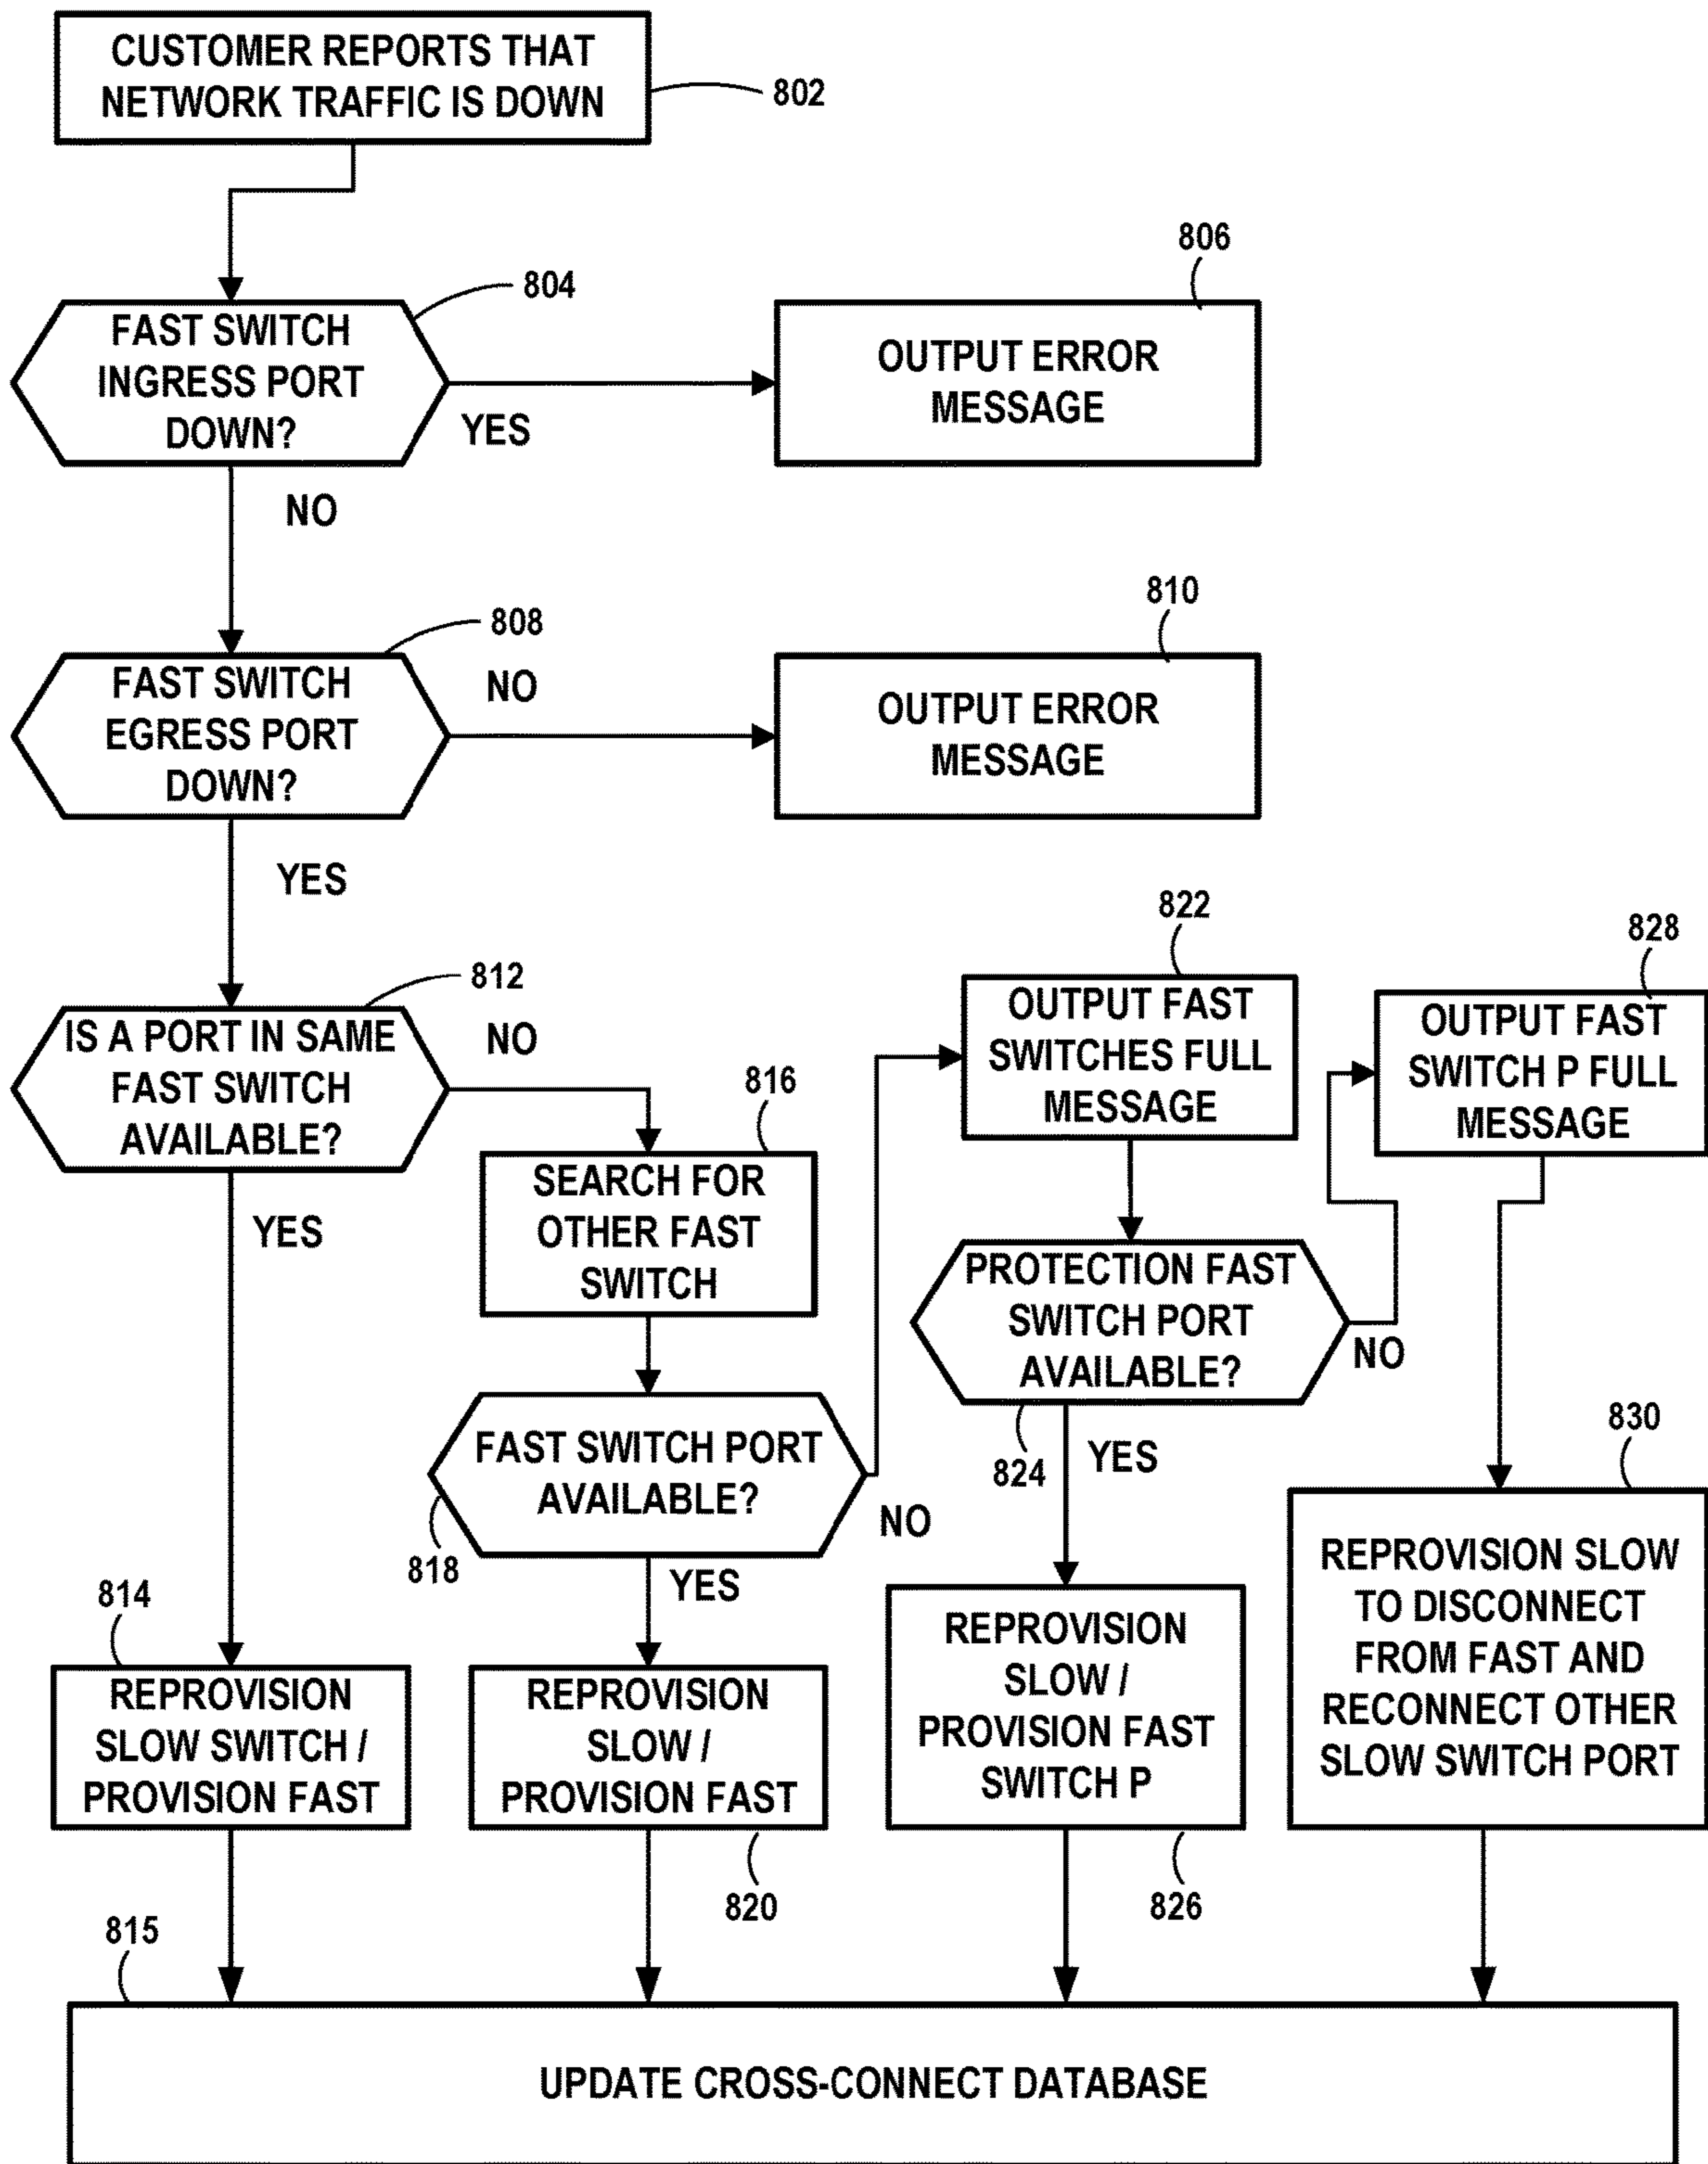 CUSTOMER REPORTS THAT
NETWORK TRAFFIC IS DOWN
802
804
FAST SWITCH
INGRESS PORT
DOWN?
YES
NO
806
OUTPUT ERROR
MESSAGE
808
FAST SWITCH
EGRESS PORT
DOWN?
NO
YES
810
OUTPUT ERROR
MESSAGE
812
IS A PORT IN SAME
FAST SWITCH
AVAILABLE?
NO
YES
816
SEARCH FOR
OTHER FAST
SWITCH
FAST SWITCH PORT
AVAILABLE?
818
NO
YES
822
OUTPUT FAST
SWITCHES FULL
MESSAGE
PROTECTION FAST
SWITCH PORT
AVAILABLE?
824
NO
YES
828
OUTPUT FAST
SWITCH P FULL
MESSAGE
814
REPROVISION
SLOW SWITCH /
PROVISION FAST
REPROVISION
SLOW /
PROVISION FAST
820
REPROVISION
SLOW /
PROVISION FAST
SWITCH P
826
830
REPROVISION SLOW
TO DISCONNECT
FROM FAST AND
RECONNECT OTHER
SLOW SWITCH PORT
815
UPDATE CROSS-CONNECT DATABASE